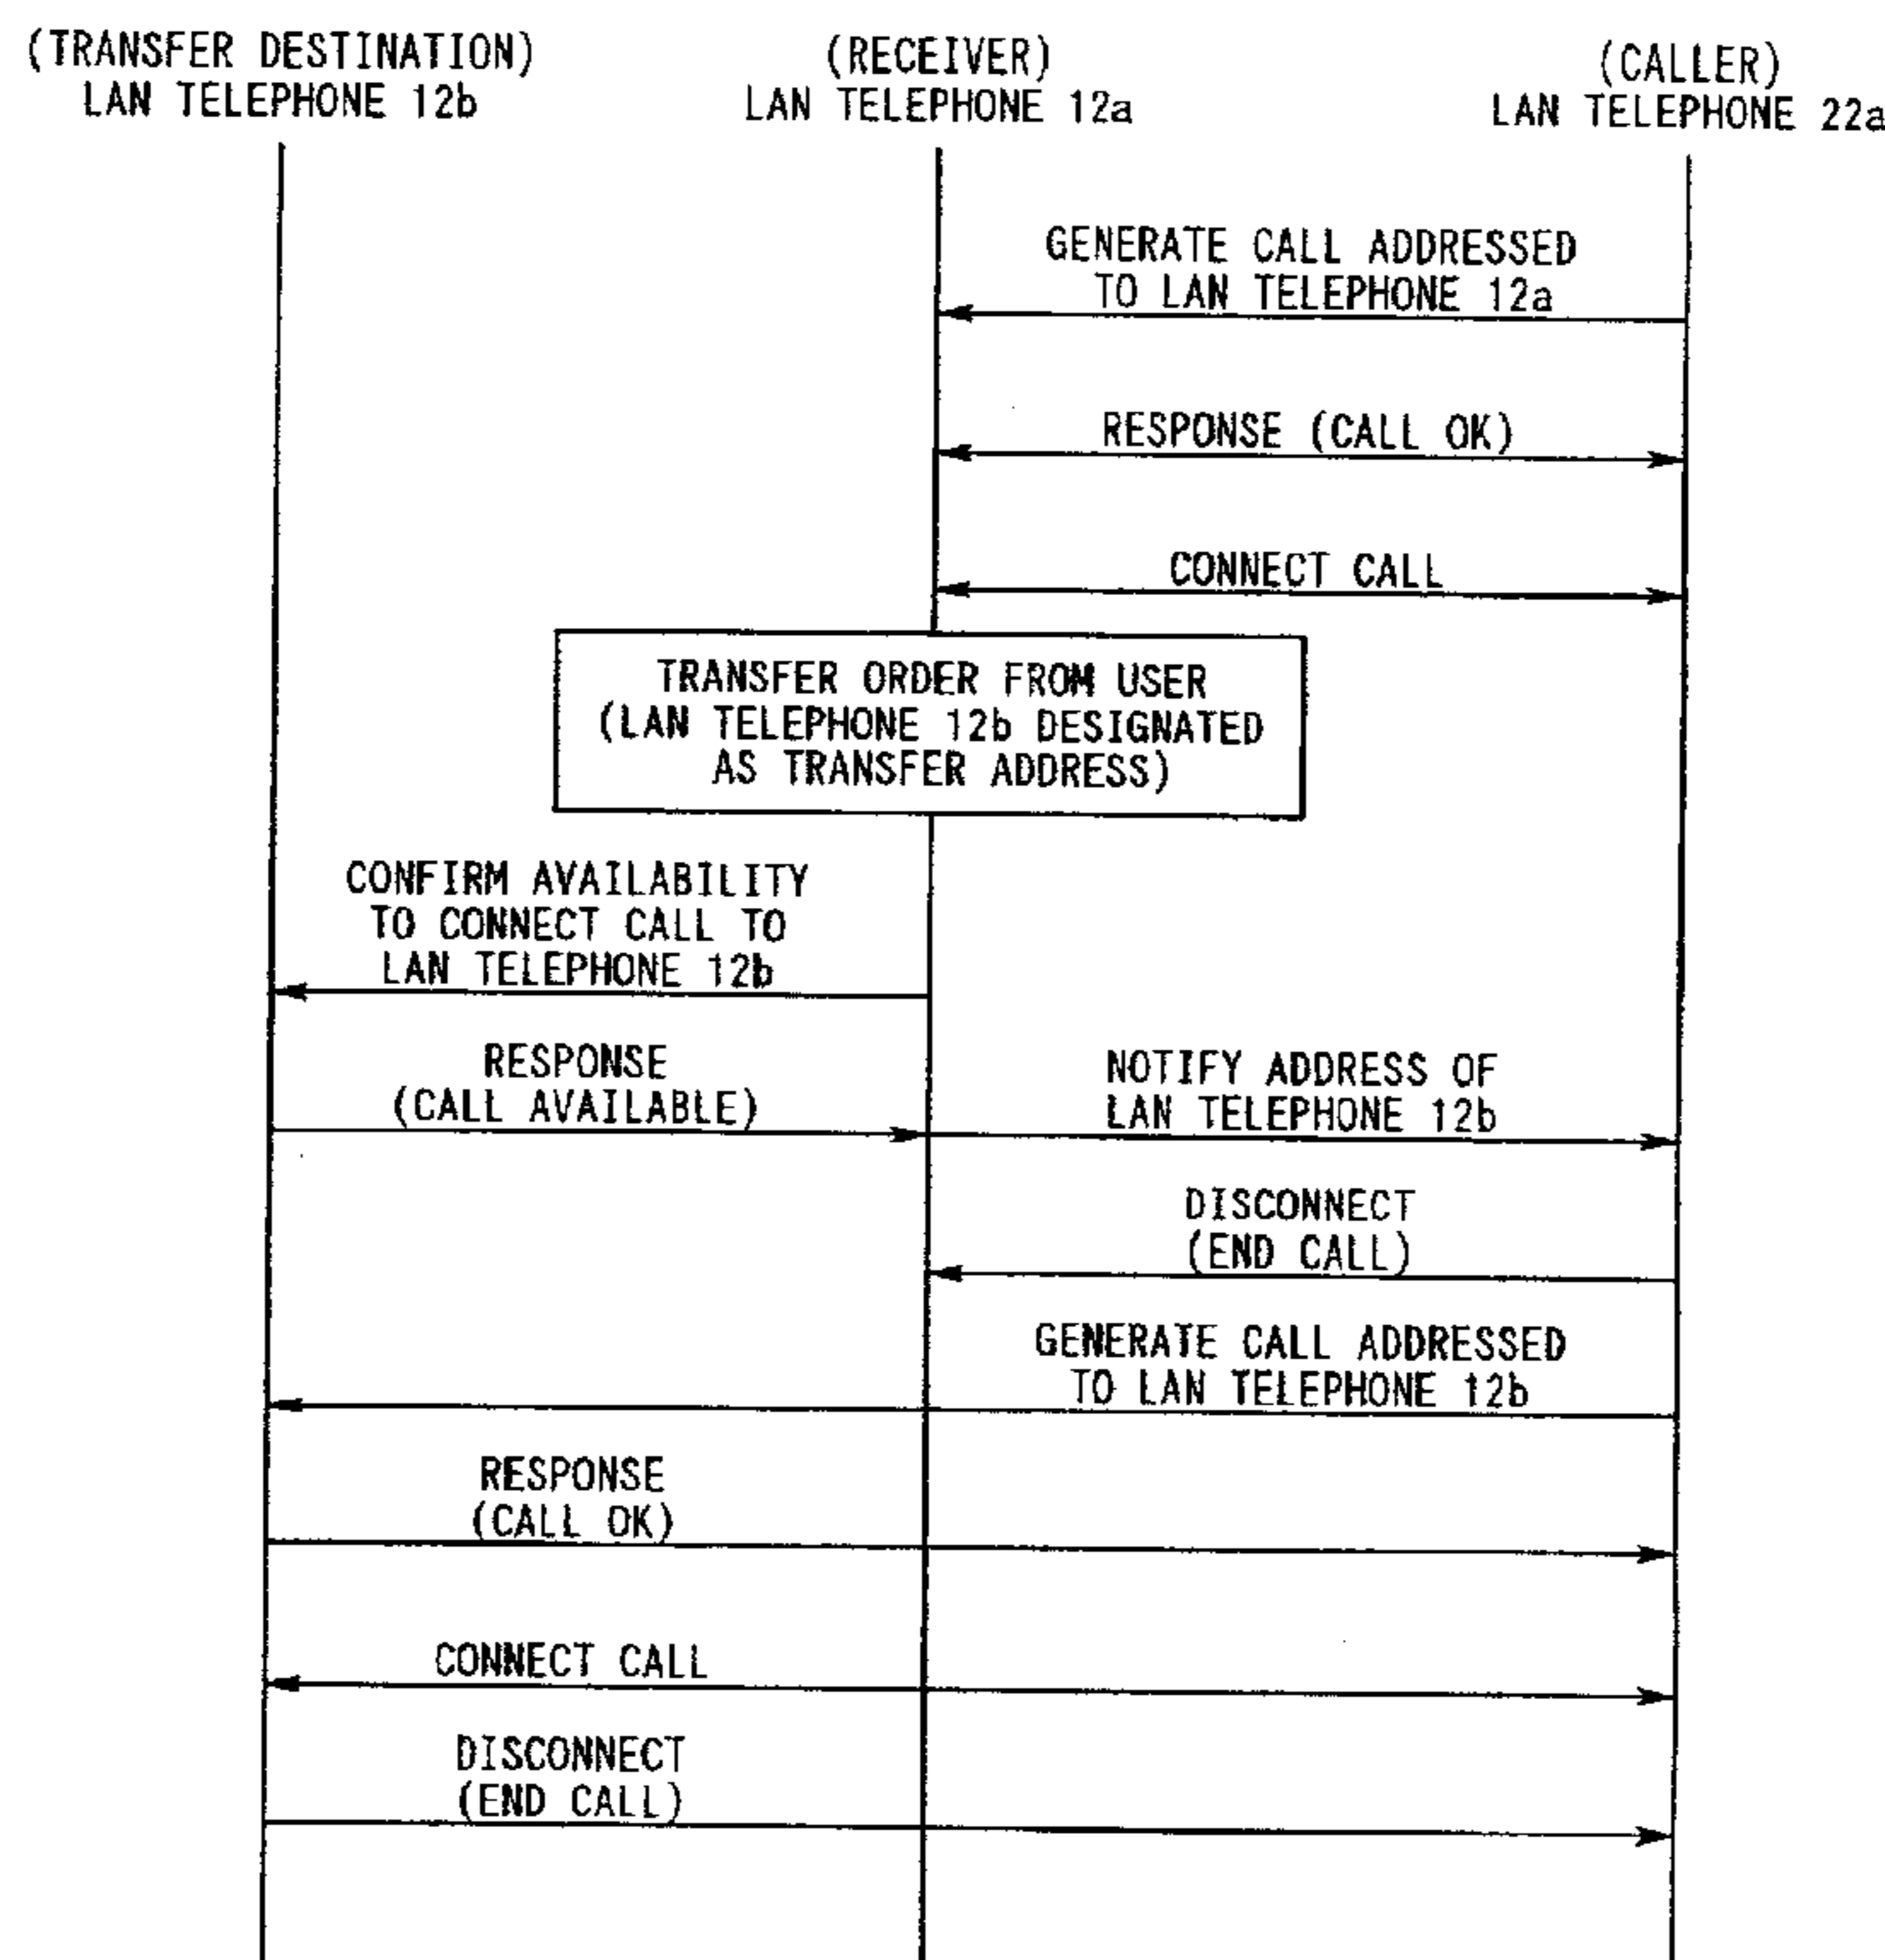 (TRANSFER DESTINATION)
LAN TELEPHONE 12b
(RECEIVER)
LAN TELEPHONE 12a
(CALLER)
LAN TELEPHONE 22a
GENERATE CALL ADDRESSED
TO LAN TELEPHONE 12a
RESPONSE (CALL OK)
CONNECT CALL
TRANSFER ORDER FROM USER
(LAN TELEPHONE 12b DESIGNATED
AS TRANSFER ADDRESS)
CONFIRM AVAILABILITY
TO CONNECT CALL TO
LAN TELEPHONE 12b
RESPONSE
(CALL AVAILABLE)
NOTIFY ADDRESS OF
LAN TELEPHONE 12b
DISCONNECT
(END CALL)
GENERATE CALL ADDRESSED
TO LAN TELEPHONE 12b
RESPONSE
(CALL OK)
CONNECT CALL
DISCONNECT
(END CALL)